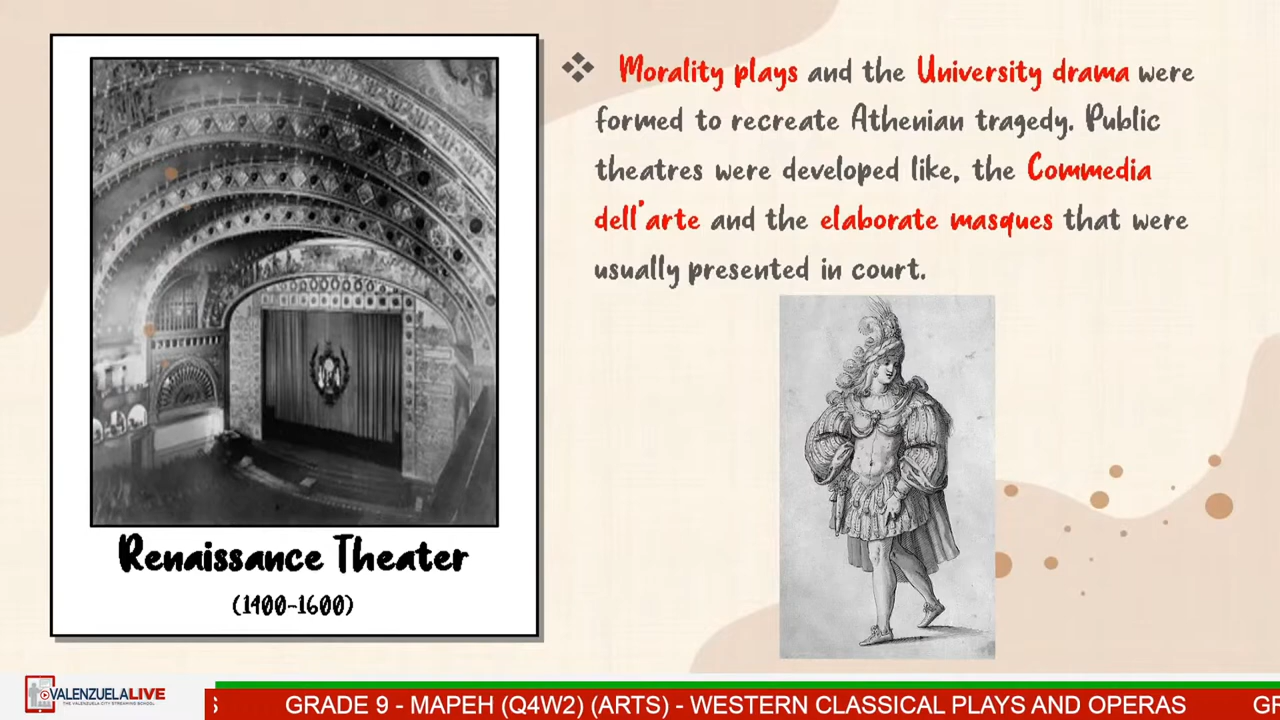 Morality plays and the University drama were
formed to recreate Athenian tragedy. Public
theatres were developed like, the Commedia
dell'arte and the elaborate masques that were
usually presented in court.
Renaissance Theater
(1400-1600)
VALENZUELALIVE
THE VALENZUELA CITY STREAMING SCHOOL
S GRADE 9 - MAPEH (Q4W2) (ARTS) - WESTERN CLASSICAL PLAYS AND OPERAS GR